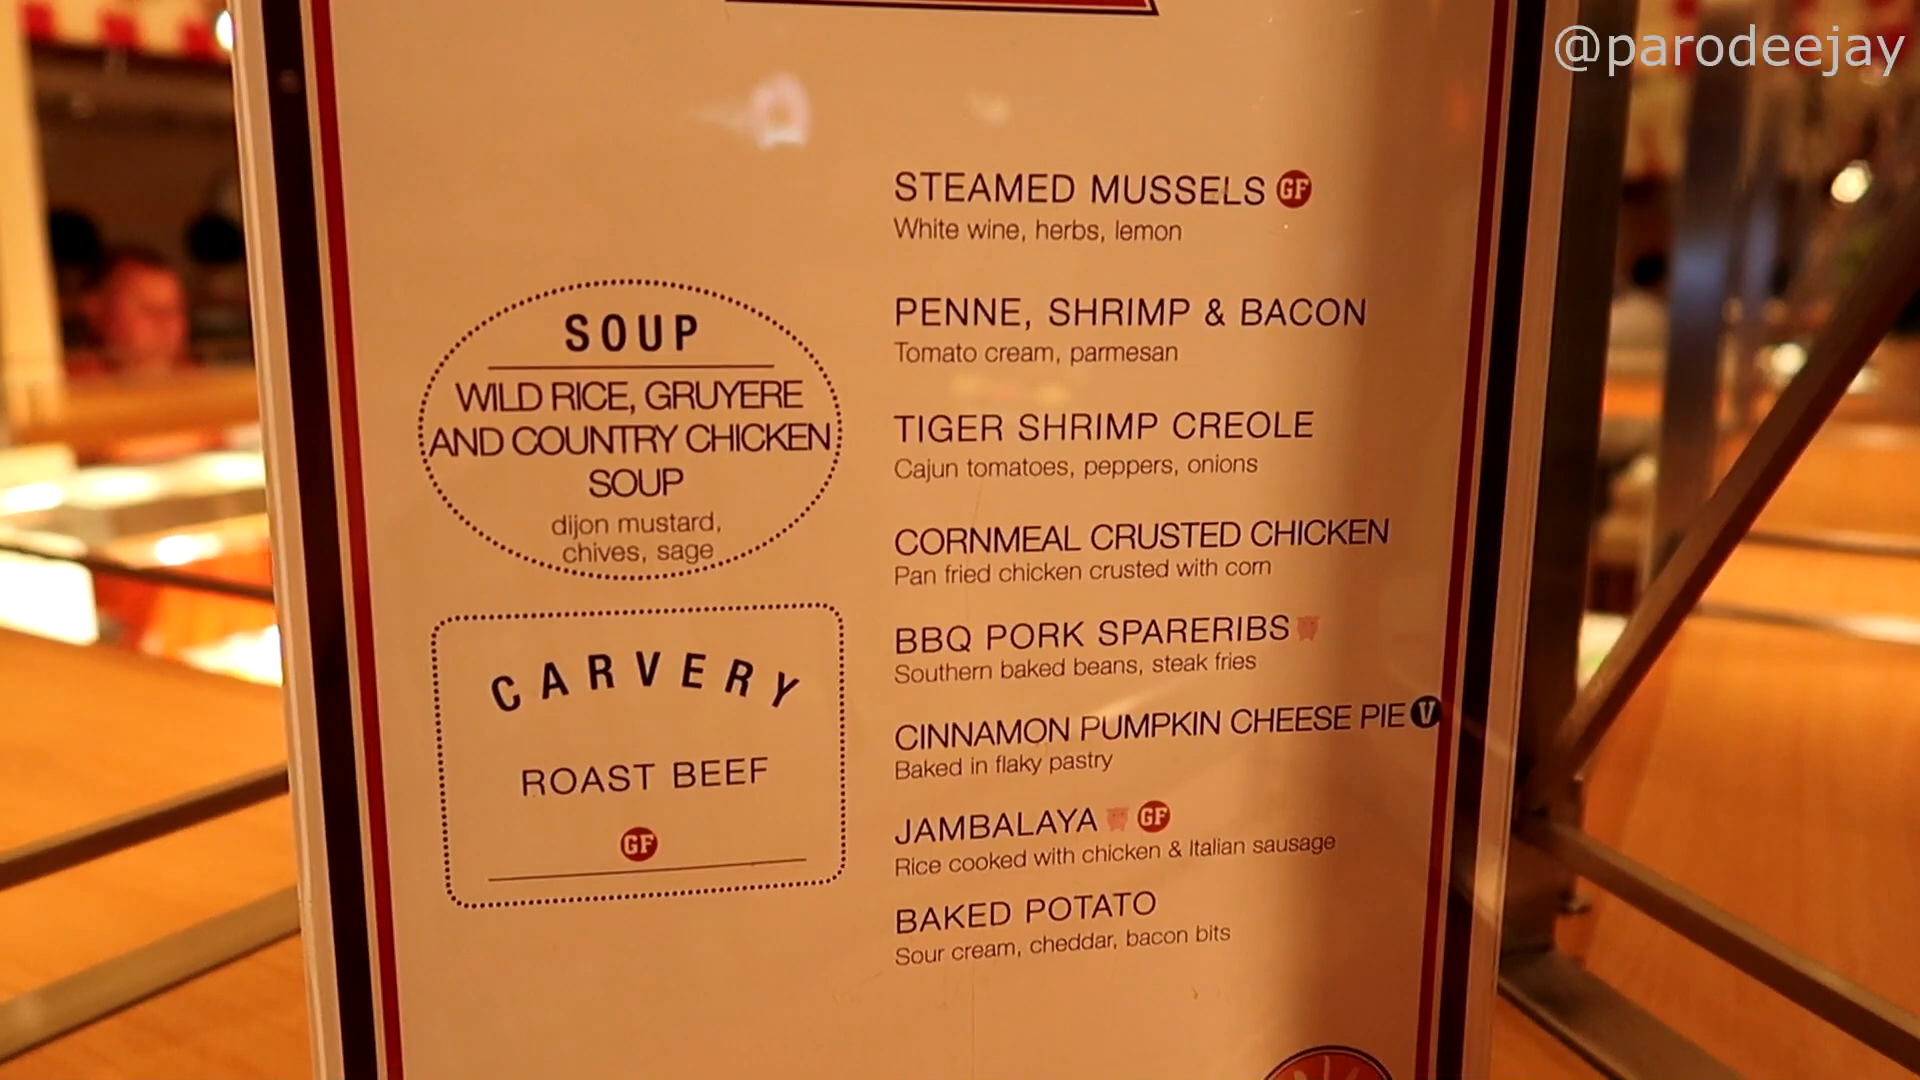 @parodeejay
SOUP
WILD RICE, GRUYERE
AND COUNTRY CHICKEN
SOUP
dijon mustard,
chives, sage
CARVERY
ROAST BEEF
GF
STEAMED MUSSELS GF
White wine, herbs, lemon
PENNE, SHRIMP & BACON
Tomato cream, parmesan
TIGER SHRIMP CREOLE
Cajun tomatoes, peppers, onions
CORNMEAL CRUSTED CHICKEN
Pan fried chicken crusted with corn
BBQ PORK SPARERIBS
Southern baked beans, steak fries
CINNAMON PUMPKIN CHEESE PIE V
Baked in flaky pastry
JAMBALAYA GF
Rice cooked with chicken & Italian sausage
BAKED POTATO
Sour cream, cheddar, bacon bits